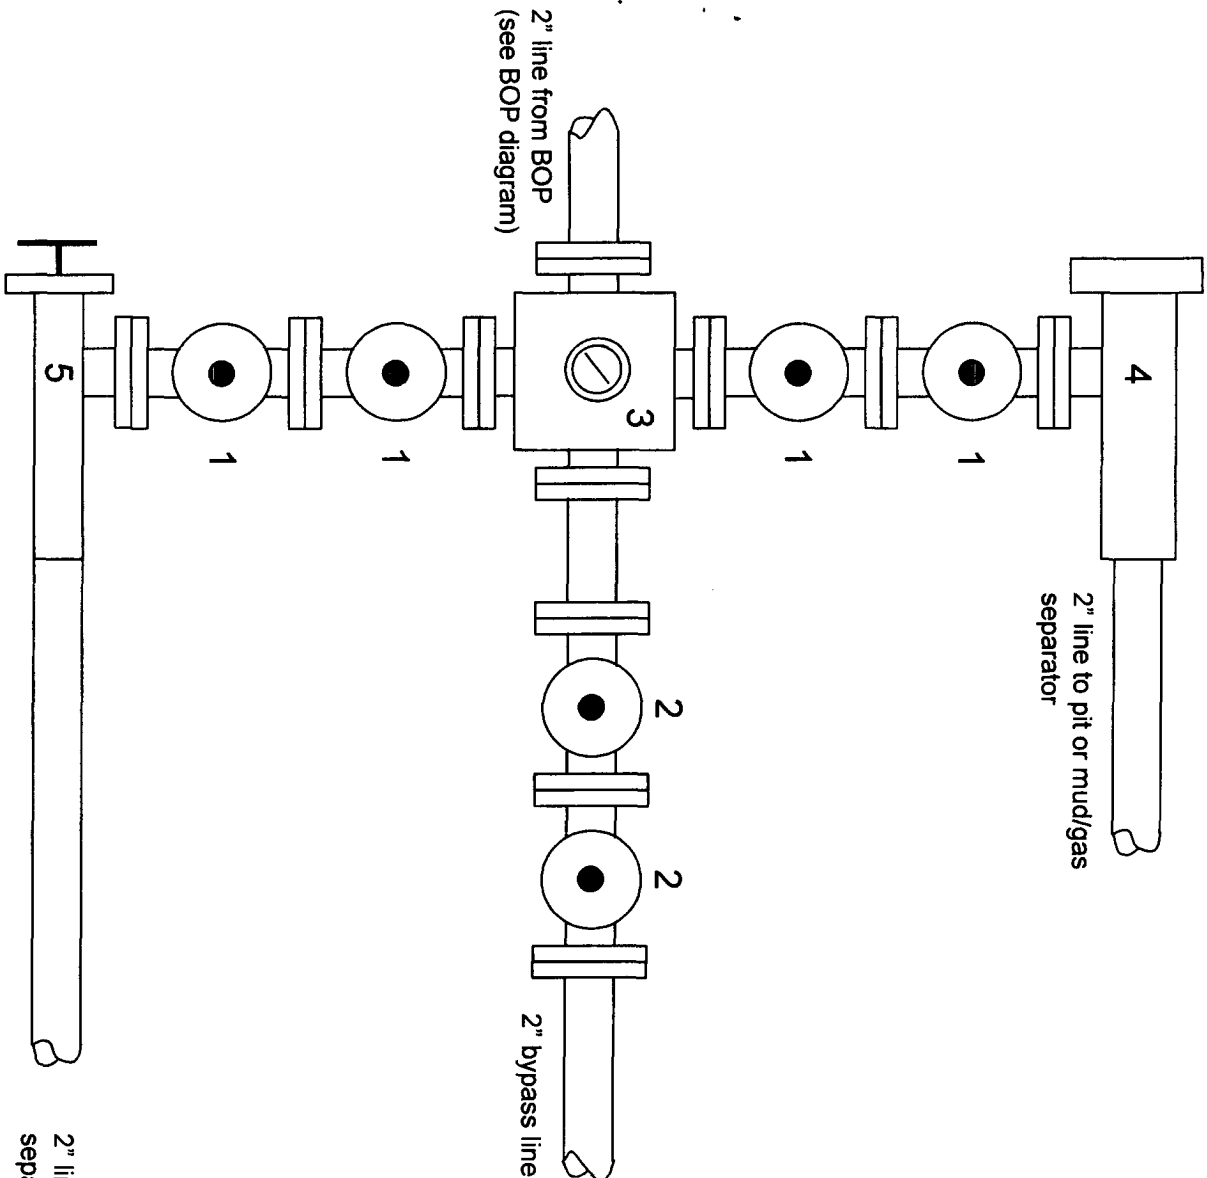 2" line from BOP
(see BOP diagram)
4
1
1
3
1
1
5
2
2
2" line to pit or mud/gas
separator
2" bypass line
2"